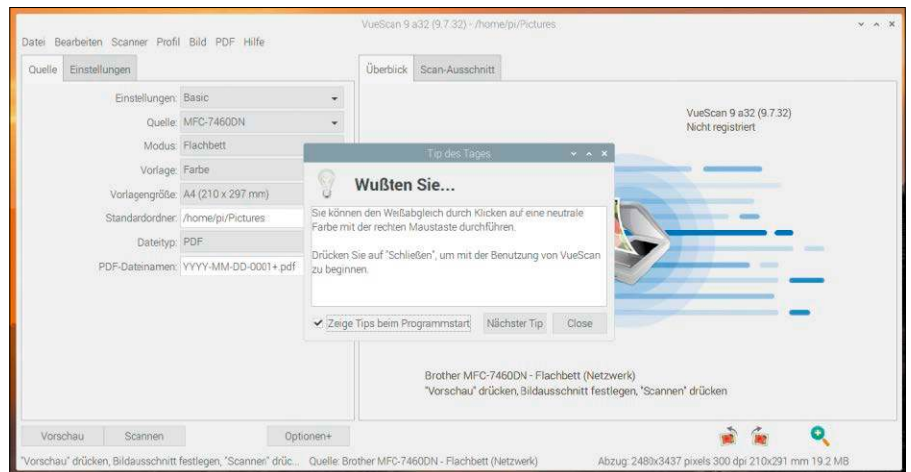 VueScan 9 a32 (9.7.32) - /home/pi/Pictures
Datei Bearbeiten Scanner Profil Bild PDF Hilfe
Quelle Einstellungen
Überblick Scan-Ausschnitt
Einstellungen: Basic
Quelle: MFC-7460DN
Modus: Flachbett
Vorlage: Farbe
Vorlagengröße: A4 (210 x 297 mm)
Standardordner: /home/pi/Pictures
Dateityp: PDF
PDF-Dateinamen: YYYY-MM-DD-0001+.pdf
VueScan 9 a32 (9.7.32)
Nicht registriert
Tip des Tages
Wußten Sie...
Sie können den Weißabgleich durch Klicken auf eine neutrale
Farbe mit der rechten Maustaste durchführen.
Drücken Sie auf "Schließen", um mit der Benutzung von VueScan
zu beginnen.
Zeige Tips beim Programmstart Nächster Tip Close
Brother MFC-7460DN - Flachbett (Netzwerk)
"Vorschau" drücken, Bildausschnitt festlegen, "Scannen" drücken
Vorschau Scannen Optionen+
"Vorschau" drücken, Bildausschnitt festlegen, "Scannen" drüc... Quelle: Brother MFC-7460DN - Flachbett (Netzwerk) Abzug: 2480x3437 pixels 300 dpi 210x291 mm 19.2 MB